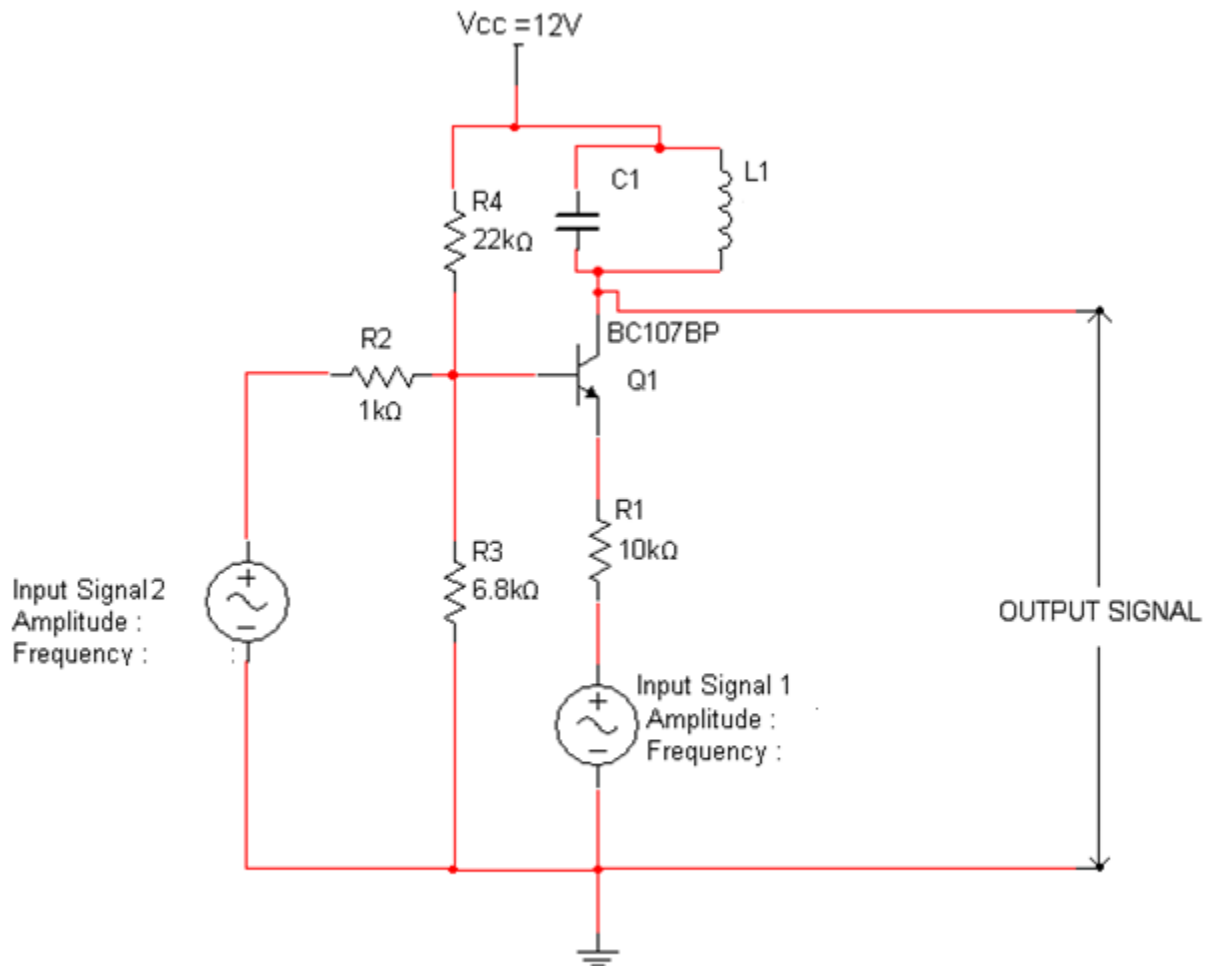 Vcc =12V
C1
L1
R4
22kΩ
BC107BP
R2
Q1
1kΩ
R1
10kΩ
R3
6.8kΩ
Input Signal2
Amplitude :
Frequency : :
OUTPUT SIGNAL
Input Signal 1
Amplitude :
Frequency :